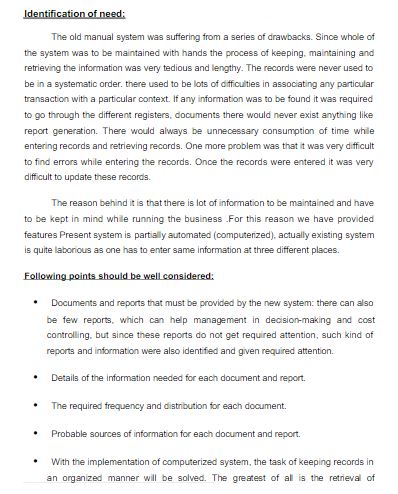 Identification of need:
The old manual system was suffering from a series of drawbacks. Since whole of
the system was to be maintained with hands the process of keeping, maintaining and
retrieving the information was very tedious and lengthy. The records were never used to
be in a systematic order. there used to be lots of difficulties in associating any particular
transaction with a particular context. If any information was to be found it was required
to go through the different registers, documents there would never exist anything like
report generation. There would always be unnecessary consumption of time while
entering records and retrieving records. One more problem was that it was very difficult
to find errors while entering the records. Once the records were entered it was very
difficult to update these records.
The reason behind it is that there is lot of information to be maintained and have
to be kept in mind while running the business .For this reason we have provided
features Present system is partially automated (computerized), actually existing system
is quite laborious as one has to enter same information at three different places.
Following points should be well considered:
• Documents and reports that must be provided by the new system: there can also
be few reports, which can help management in decision-making and cost
controlling, but since these reports do not get required attention, such kind of
reports and information were also identified and given required attention.
• Details of the information needed for each document and report.
• The required frequency and distribution for each document.
• Probable sources of information for each document and report.
• With the implementation of computerized system, the task of keeping records in
an organized manner will be solved. The greatest of all is the retrieval of